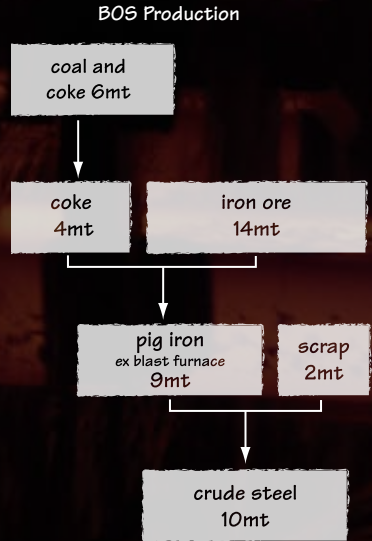 BOS Production
coal and
coke 6mt
coke
4mt
iron ore
14mt
pig iron
ex blast furnace
9mt
scrap
2mt
crude steel
10mt